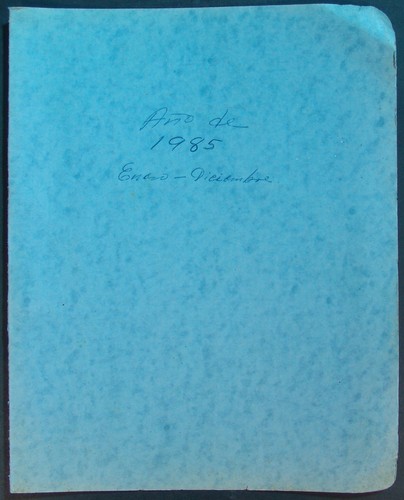 Año de
1985
Enero - Diciembre